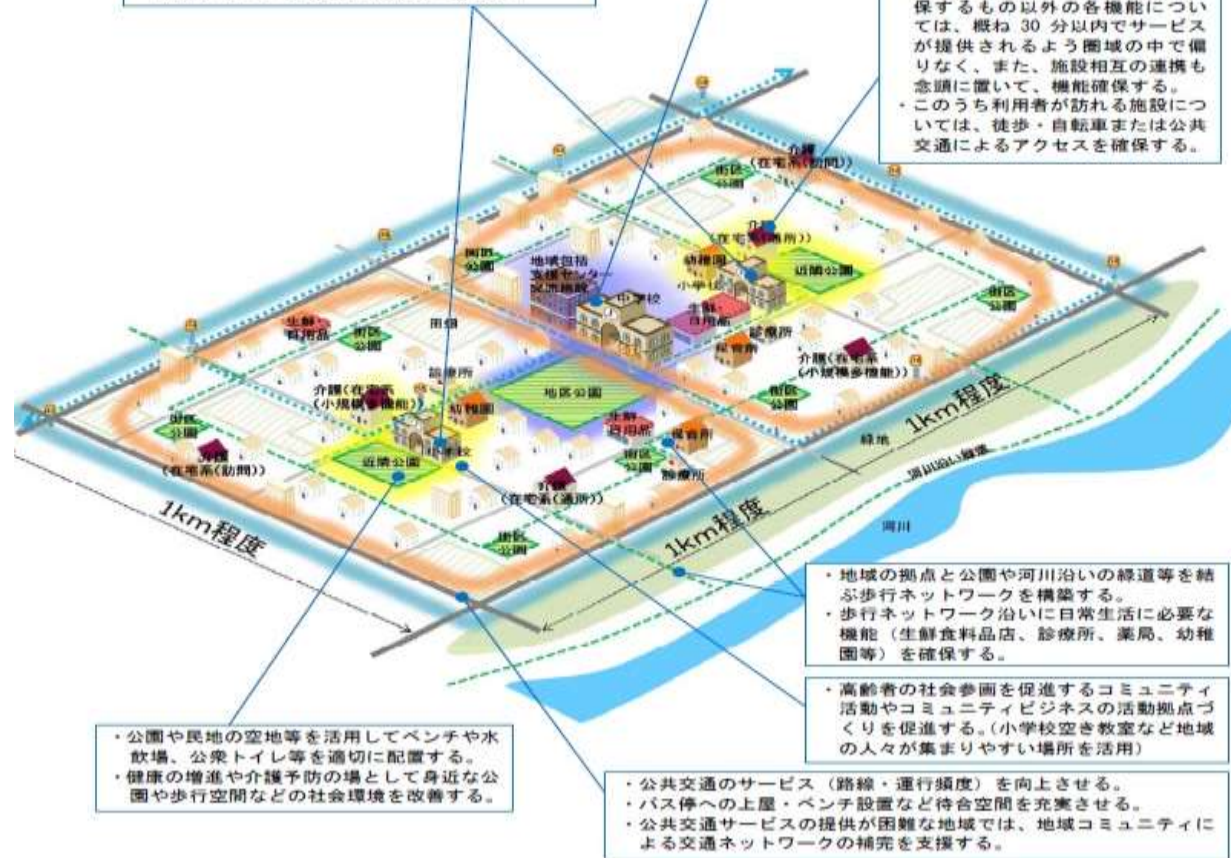 保するもの以外の各機能につい
ては、概ね 30 分以内でサービス
が提供されるよう圏域の中で偏
りなく、また、施設相互の連携も
念頭に置いて、機能確保する。
・このうち利用者が訪れる施設につ
いては、徒歩・自転車または公共
交通によるアクセスを確保する。
介護
(在宅系(訪問))
街区
公園
介護
(在宅系(通所))
街区
公園
地域包括
支援センター
交流施設
幼稚園
小学校
近隣公園
中学校
街区
公園
生鮮・
日用品
診療所
保育所
生鮮・
日用品
街区
公園
田畑
診療所
介護(在宅系
(小規模多機能))
介護(在宅系
(小規模多機能))
地区公園
街区
公園
幼稚園
生鮮・
日用品
保育所
街区
公園
小学校
近隣公園
介護
(在宅系(訪問))
街区
公園
診療所
介護
(在宅系(通所))
街区
公園
緑地
河川
1km程度
1km程度
1km程度
・地域の拠点と公園や河川沿いの緑道等を結
ぶ歩行ネットワークを構築する。
・歩行ネットワーク沿いに日常生活に必要な
機能（生鮮食料品店、診療所、薬局、幼稚
園等）を確保する。
・高齢者の社会参画を促進するコミュニティ
活動やコミュニティビジネスの活動拠点づ
くりを促進する。(小学校空き教室など地域
の人々が集まりやすい場所を活用)
・公園や民地の空地等を活用してベンチや水
飲場、公衆トイレ等を適切に配置する。
・健康の増進や介護予防の場として身近な公
園や歩行空間などの社会環境を改善する。
・公共交通のサービス（路線・運行頻度）を向上させる。
・バス停への上屋・ベンチ設置など待合空間を充実させる。
・公共交通サービスの提供が困難な地域では、地域コミュニティに
よる交通ネットワークの補完を支援する。